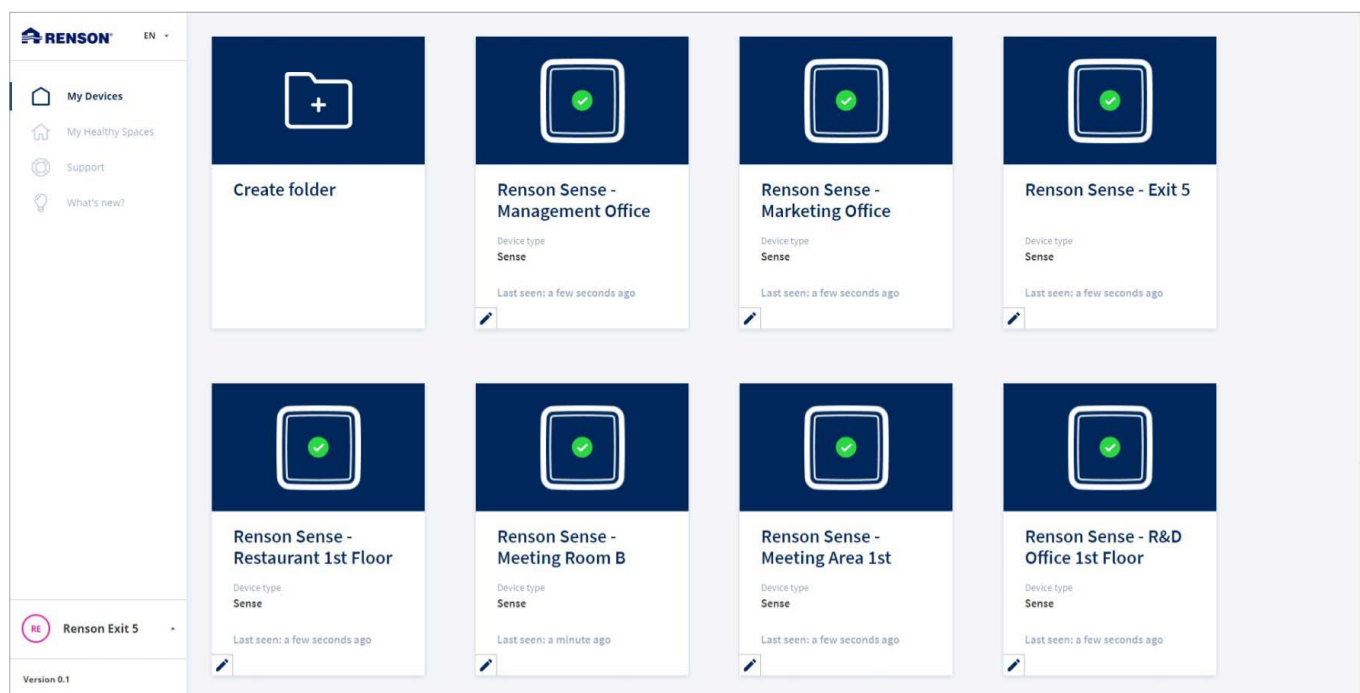 RENSON
EN
My Devices
My Healthy Spaces
Support
What's new?
RE
Renson Exit 5
Version 0.1
Create folder
Renson Sense -
Management Office
Device type
Sense
Last seen: a few seconds ago
Renson Sense -
Marketing Office
Device type
Sense
Last seen: a few seconds ago
Renson Sense - Exit 5
Device type
Sense
Last seen: a few seconds ago
Renson Sense -
Restaurant 1st Floor
Device type
Sense
Last seen: a few seconds ago
Renson Sense -
Meeting Room B
Device type
Sense
Last seen: a minute ago
Renson Sense -
Meeting Area 1st
Device type
Sense
Last seen: a few seconds ago
Renson Sense - R&D
Office 1st Floor
Device type
Sense
Last seen: a few seconds ago